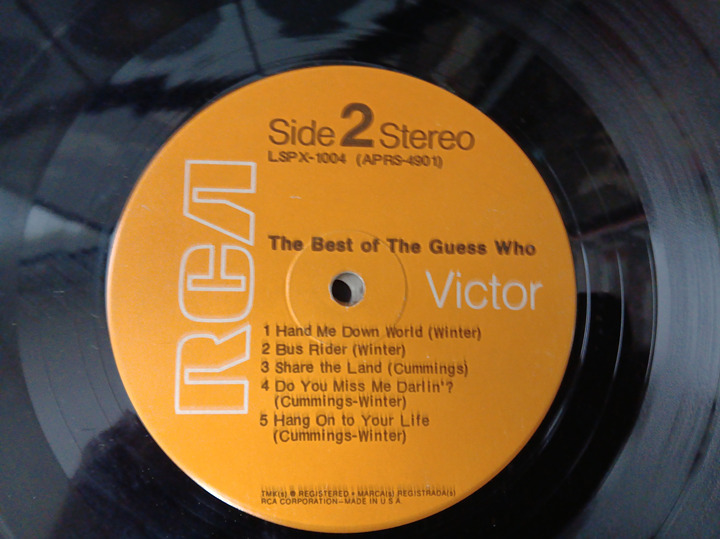 Side 2 Stereo
LSPX-1004 (APRS-4901)
RCA
The Best of The Guess Who
Victor
1 Hand Me Down World (Winter)
2 Bus Rider (Winter)
3 Share the Land (Cummings)
4 Do You Miss Me Darlin'?
(Cummings-Winter)
5 Hang On to Your Life
(Cummings-Winter)
TMK(s) ® REGISTERED • MARCA(s) REGISTRADA(s)
RCA CORPORATION—MADE IN U.S.A.